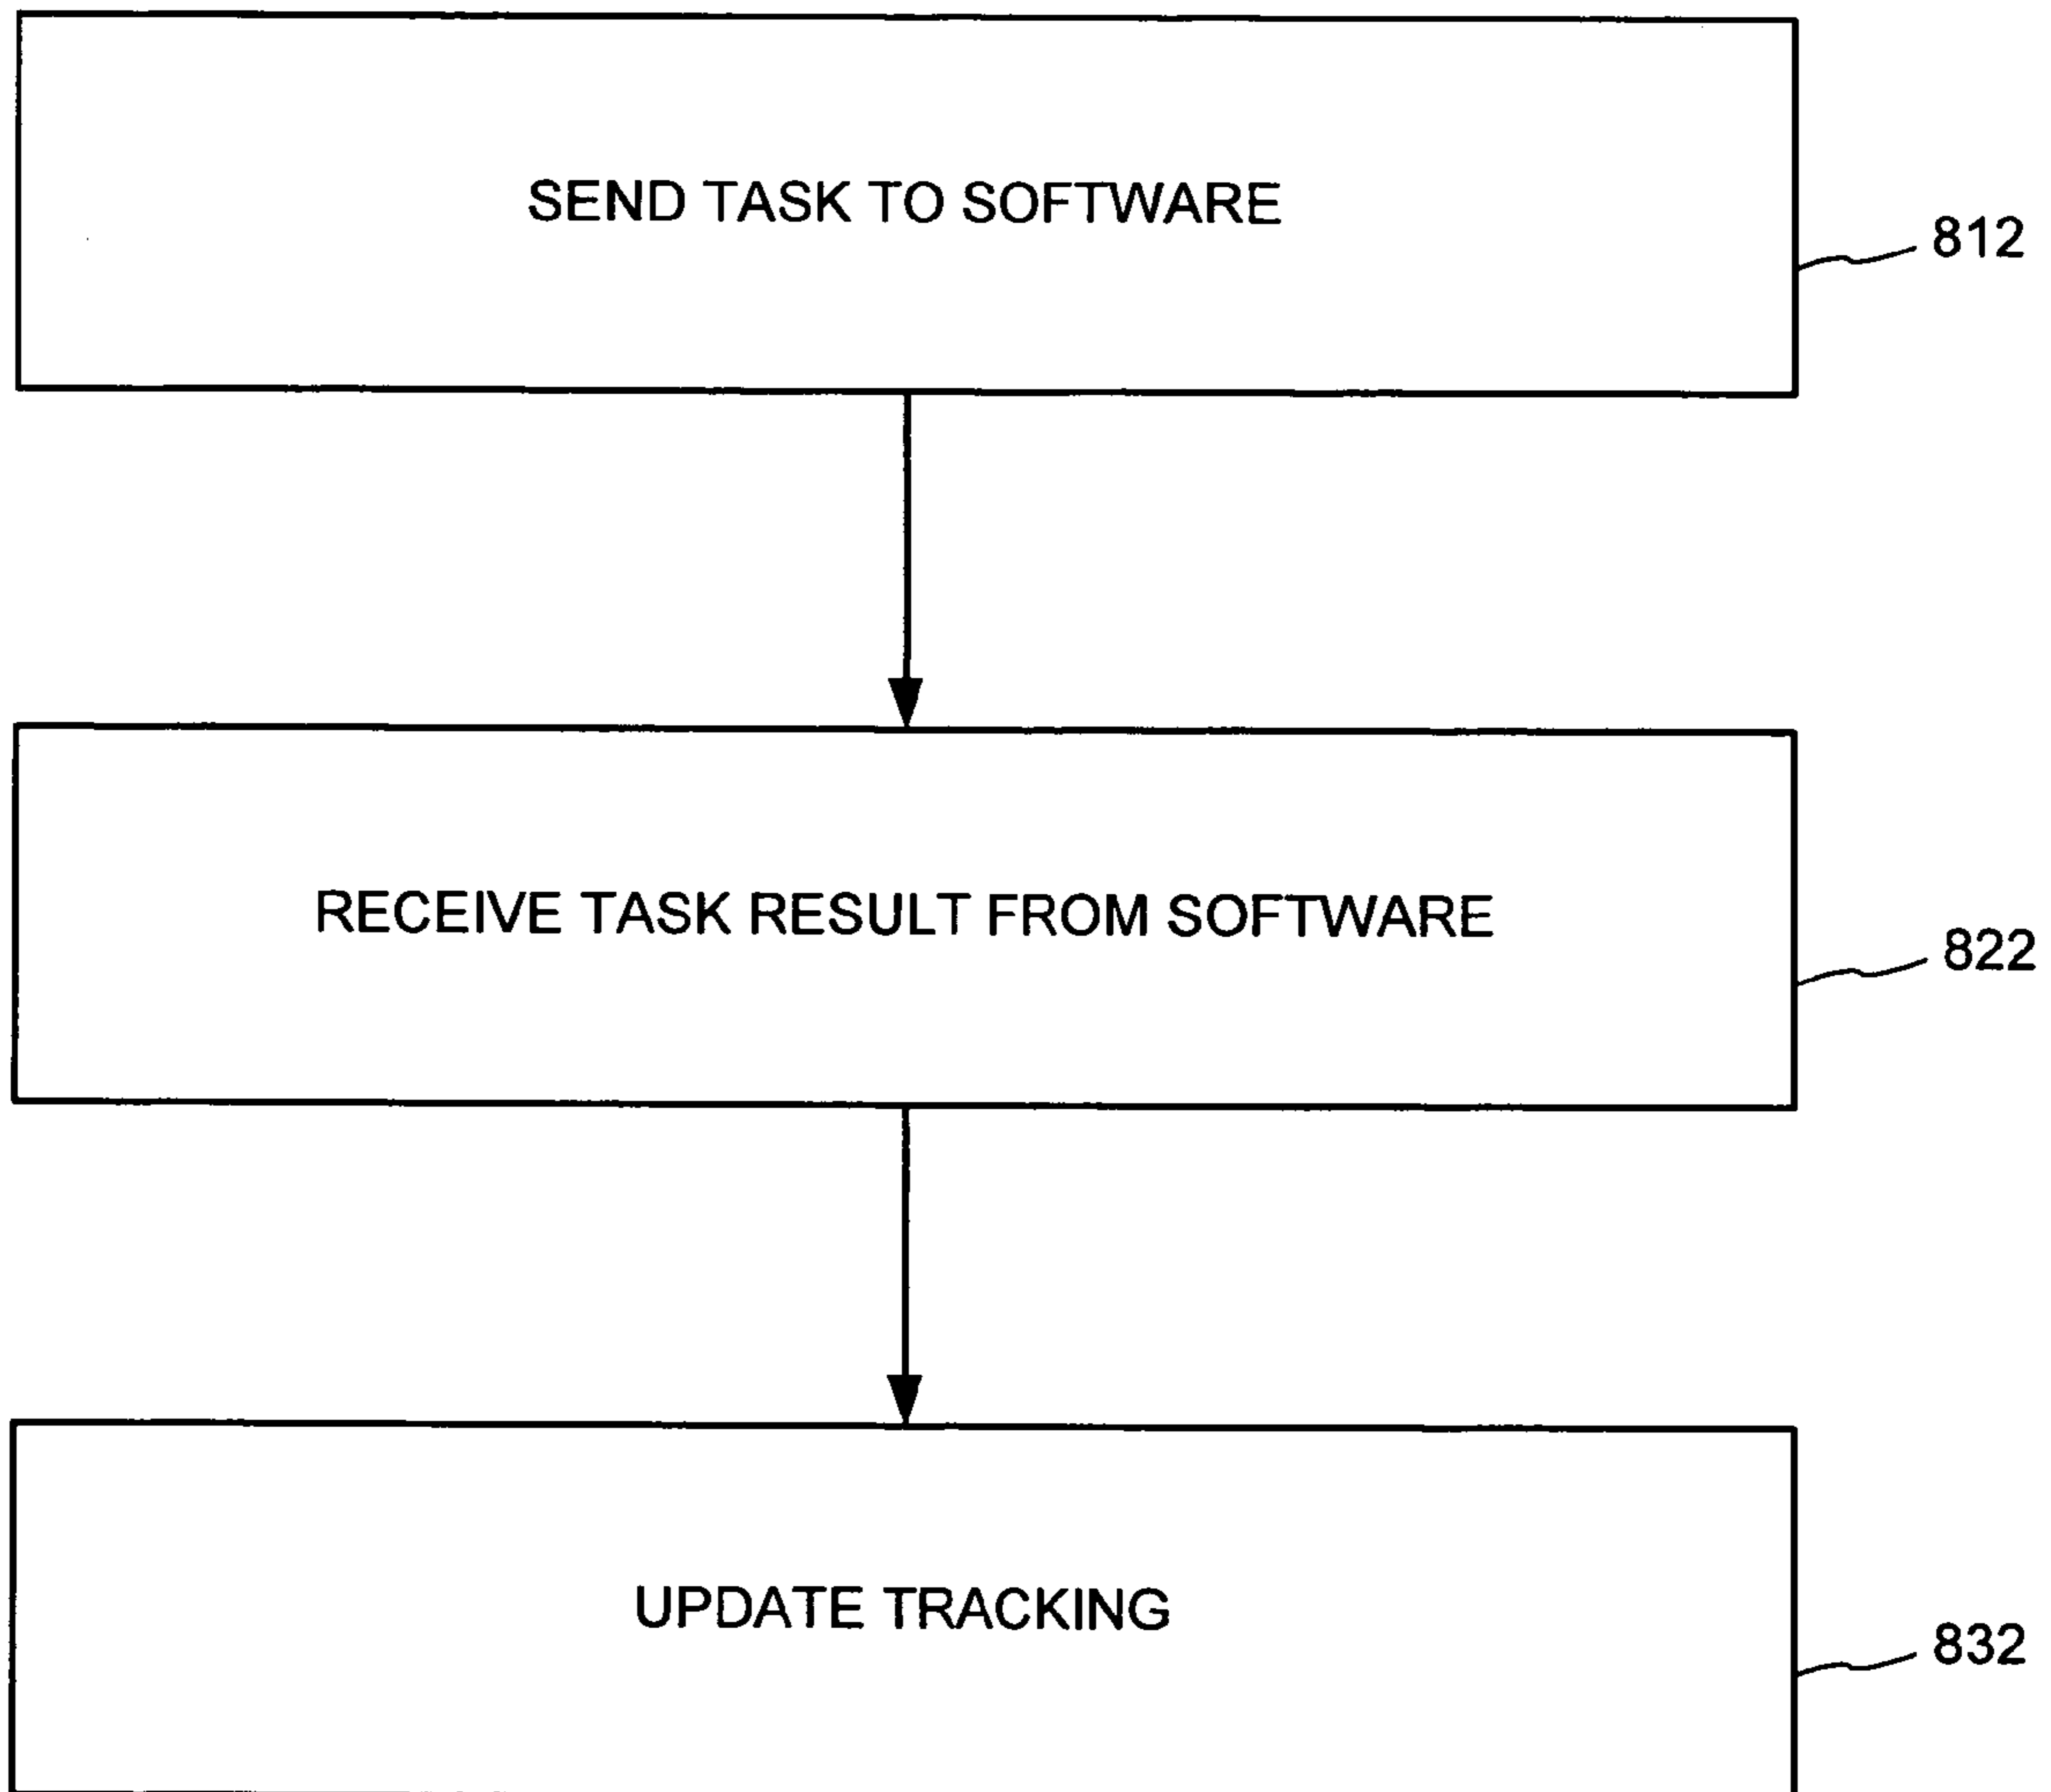 SEND TASK TO SOFTWARE
812
RECEIVE TASK RESULT FROM SOFTWARE
822
UPDATE TRACKING
832